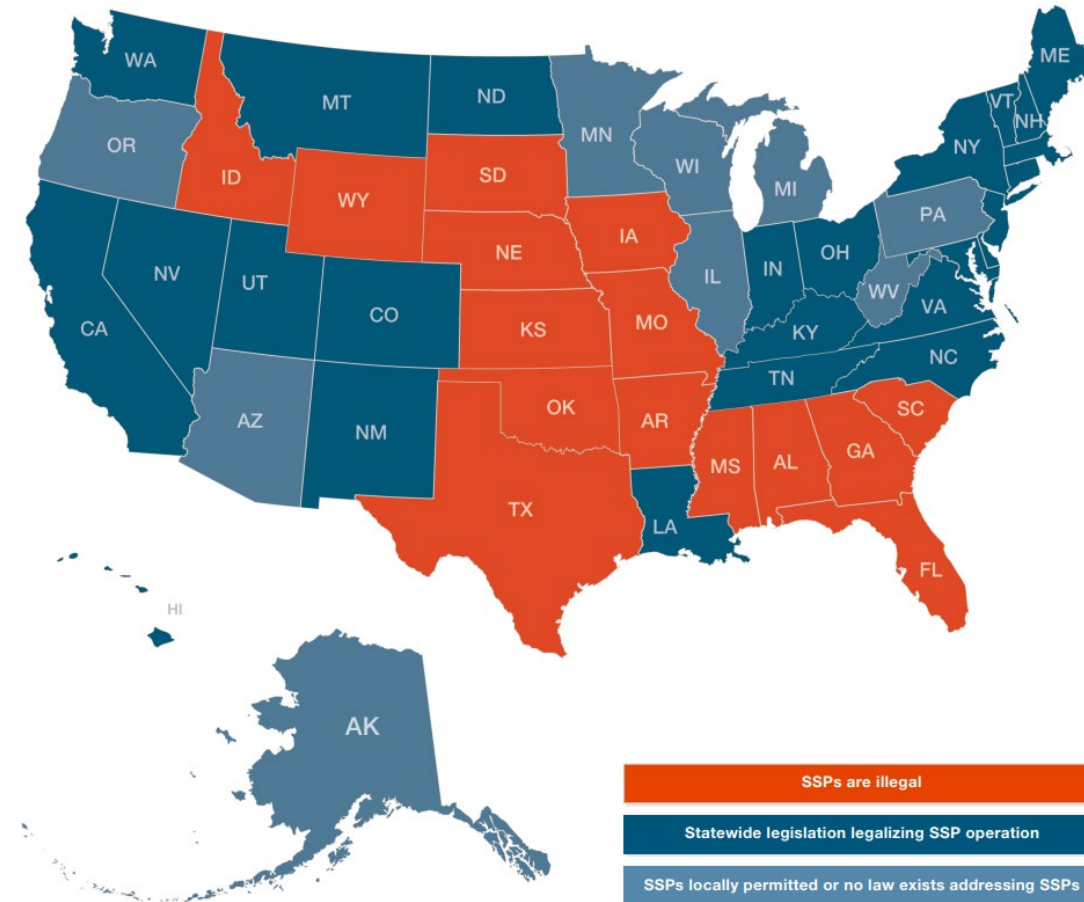 WA
MT
ND
MN
ME
VT
NH
NY
OR
ID
WY
SD
WI
MI
PA
NE
IA
IL
IN
OH
WV
VA
NV
UT
CO
CA
KS
MO
KY
NC
TN
AZ
NM
OK
AR
SC
MS
AL
GA
TX
LA
FL
HI
AK
SSPs are illegal
Statewide legislation legalizing SSP operation
SSPs locally permitted or no law exists addressing SSPs